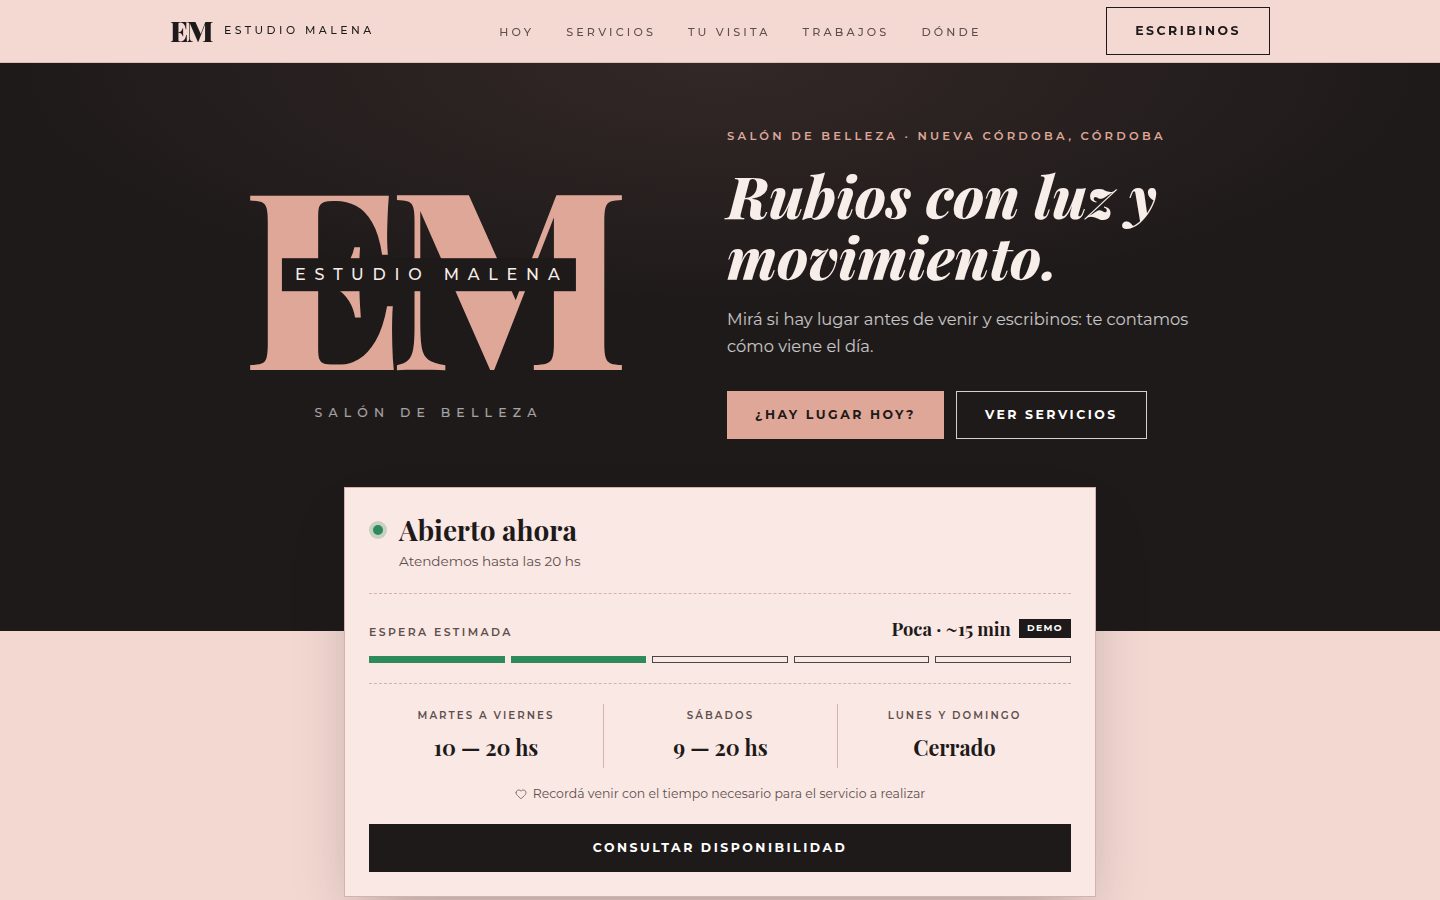 EM ESTUDIO MALENA
HOY SERVICIOS TU VISITA TRABAJOS DÓNDE
ESCRIBINOS
EM
ESTUDIO MALENA
SALÓN DE BELLEZA
SALÓN DE BELLEZA · NUEVA CÓRDOBA, CÓRDOBA
Rubios con luz y
movimiento.
Mirá si hay lugar antes de venir y escribinos: te contamos
cómo viene el día.
¿HAY LUGAR HOY?
VER SERVICIOS
Abierto ahora
Atendemos hasta las 20 hs
ESPERA ESTIMADA
Poca · ~15 min DEMO
MARTES A VIERNES
10 — 20 hs
SÁBADOS
9 — 20 hs
LUNES Y DOMINGO
Cerrado
Recordá venir con el tiempo necesario para el servicio a realizar
CONSULTAR DISPONIBILIDAD